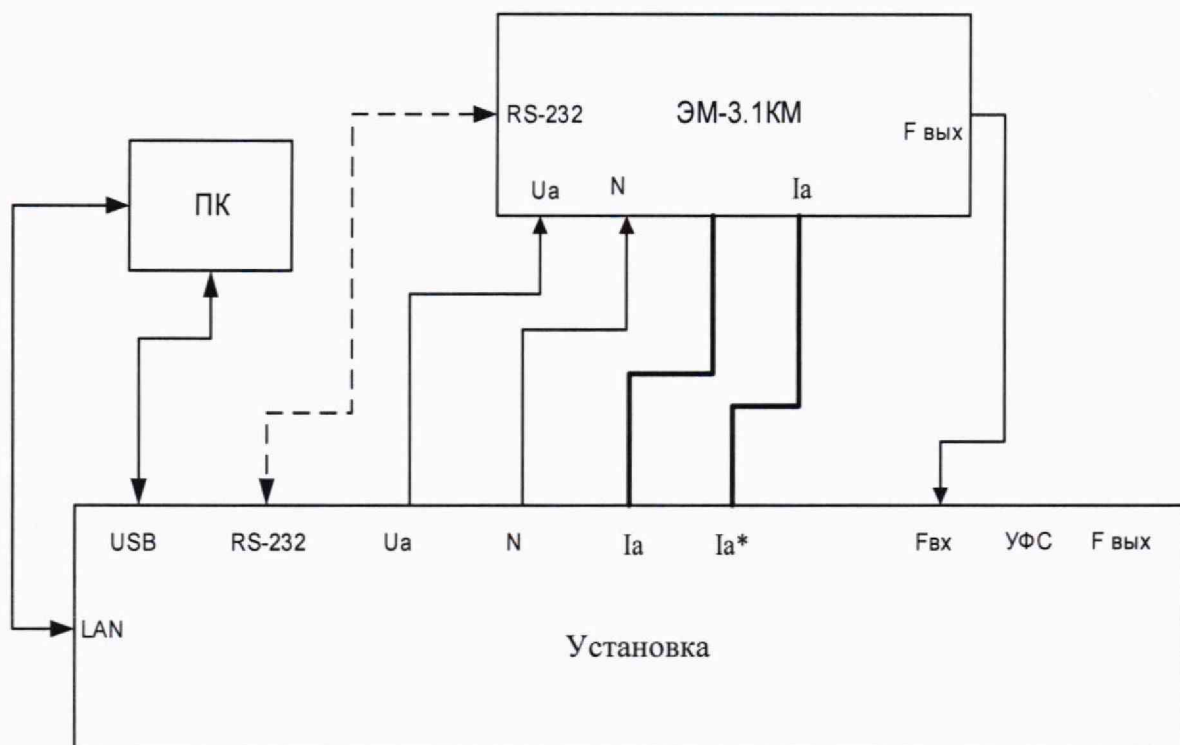 RS-232
ЭМ-3.1КМ
F вых
Ua
N
Ia
ПК
USB
RS-232
Ua
N
Ia
Ia*
Fвх
УФС
F вых
LAN
Установка